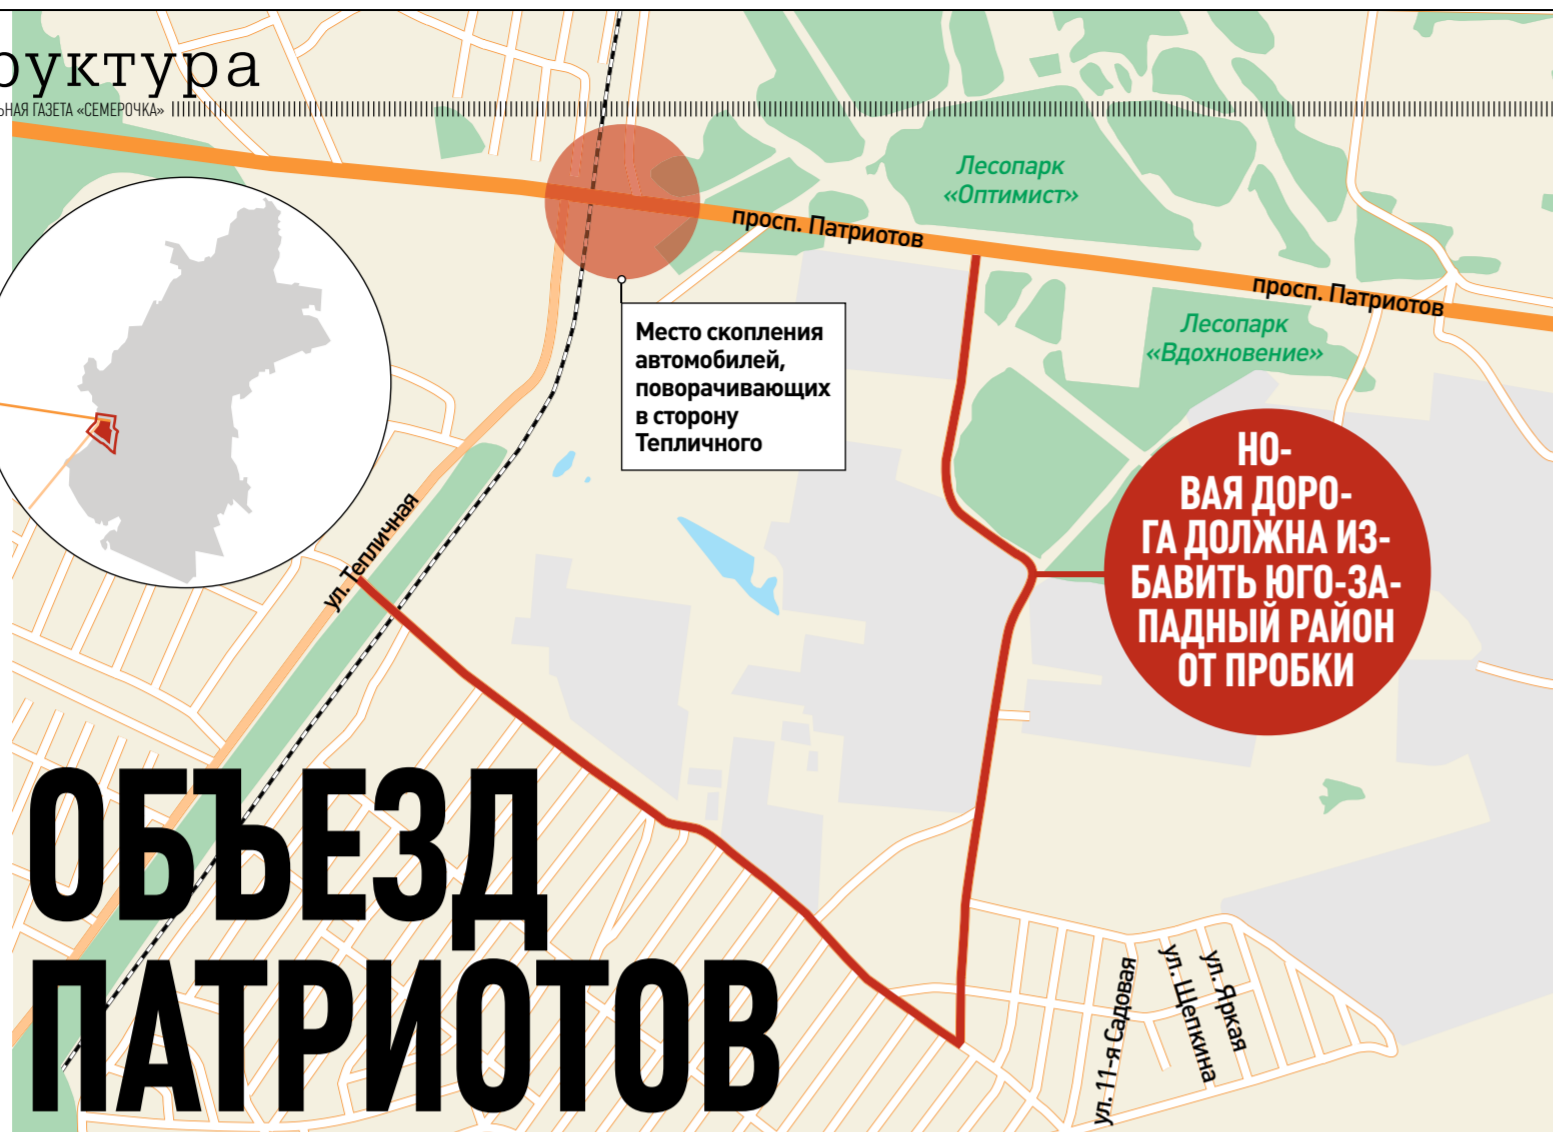 руктура
ЬНАЯ ГАЗЕТА «СЕМЕРОЧКА»
Лесопарк
«Оптимист»
просп. Патриотов
просп. Патриотов
Место скопления
автомобилей,
поворачивающих
в сторону
Тепличного
Лесопарк
«Вдохновение»
НО-
ВАЯ ДОРО-
ГА ДОЛЖНА ИЗ-
БАВИТЬ ЮГО-ЗА-
ПАДНЫЙ РАЙОН
ОТ ПРОБКИ
ул. Тепличная
ОБЪЕЗД
ПАТРИОТОВ
ул. 11-я Садовая
ул. Щепкина
ул. Яркая